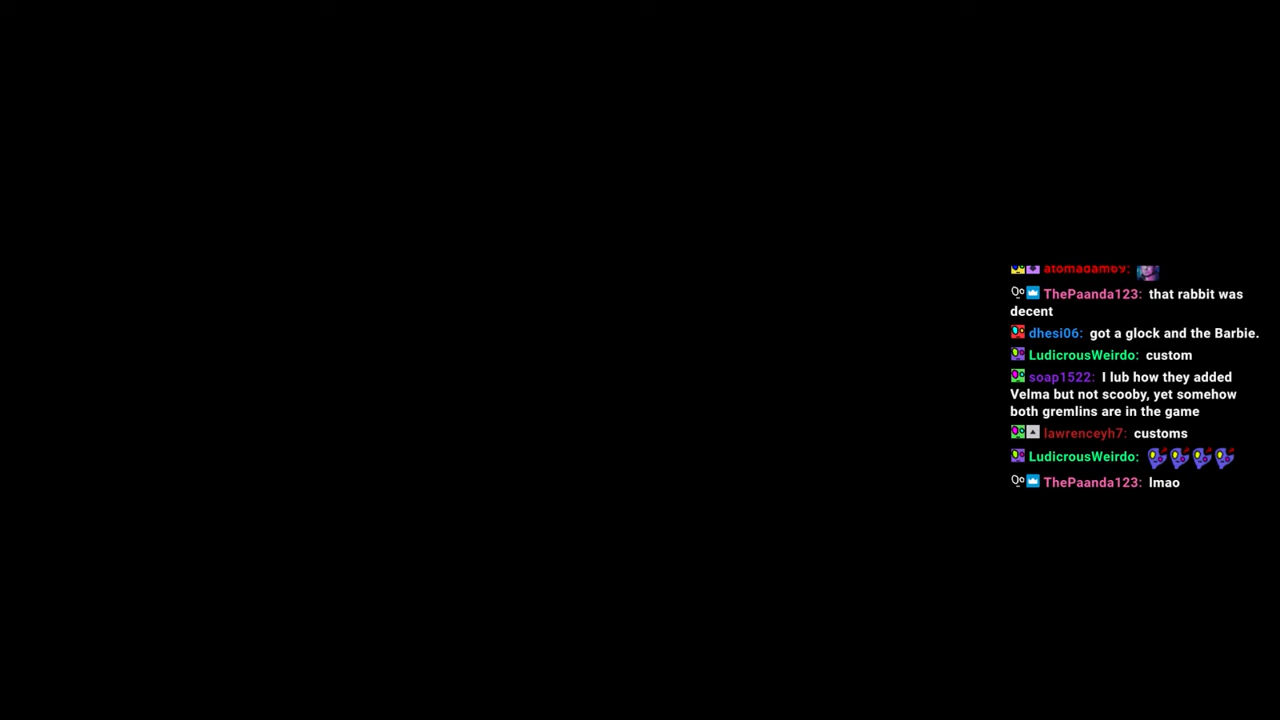 atomadam69:
ThePaanda123: that rabbit was
decent
dhesi06: got a glock and the Barbie.
LudicrousWeirdo: custom
soap1522: I lub how they added
Velma but not scooby, yet somehow
both gremlins are in the game
lawrenceyh7: customs
LudicrousWeirdo:
ThePaanda123: lmao